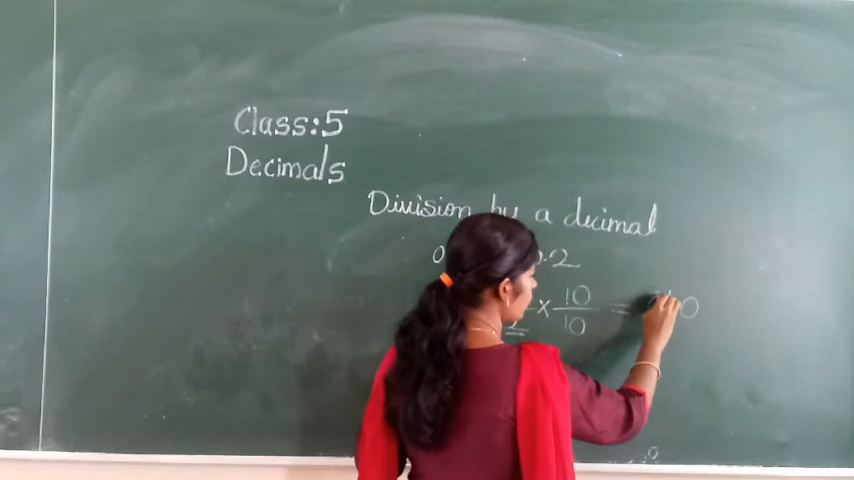 Class:5
Decimals
Division by a decimal
0 .2
× 10/10 =